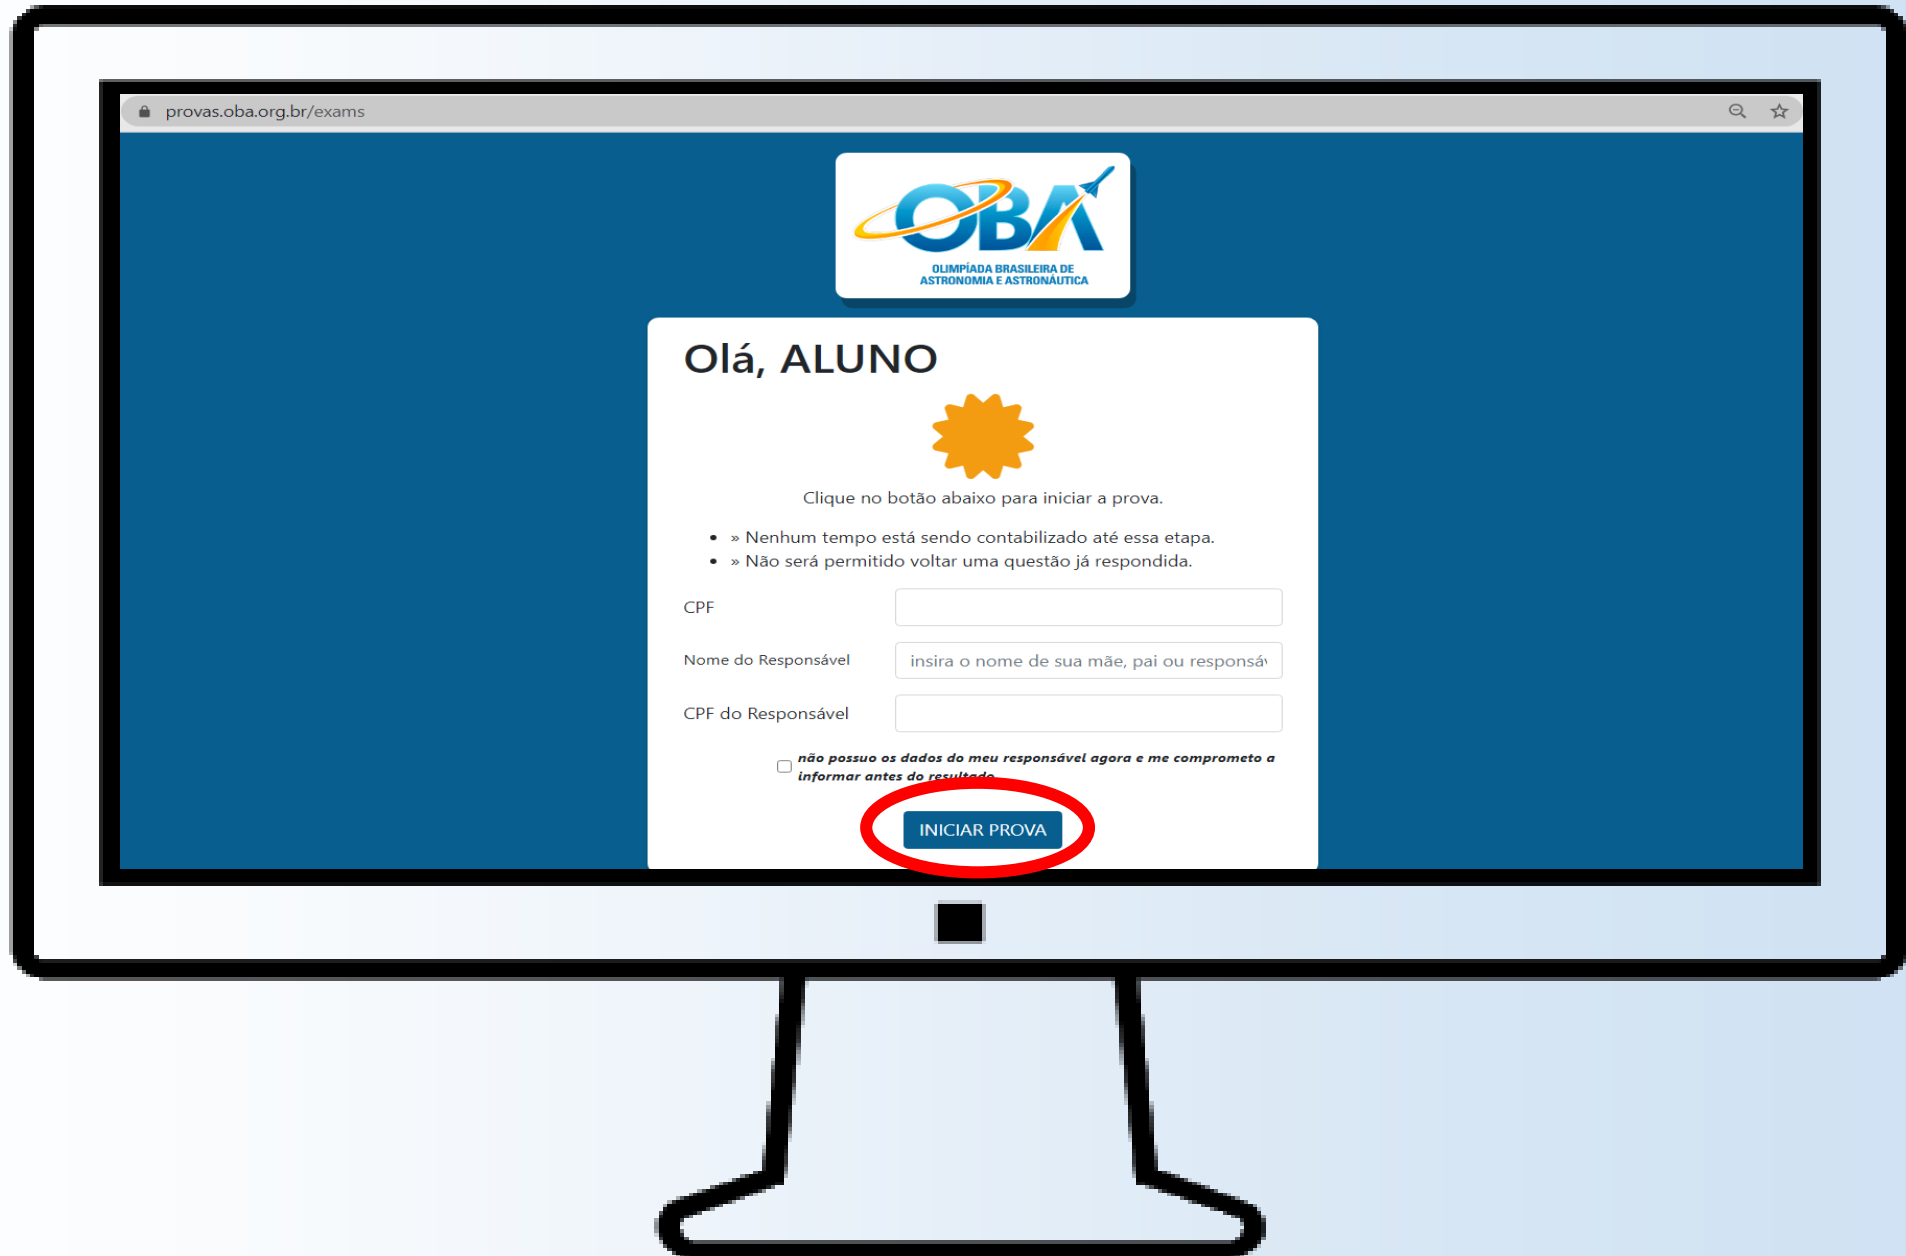 provas.oba.org.br/exams
OBA
OLIMPÍADA BRASILEIRA DE
ASTRONOMIA E ASTRONÁUTICA
Olá, ALUNO
Clique no botão abaixo para iniciar a prova.
• » Nenhum tempo está sendo contabilizado até essa etapa.
• » Não será permitido voltar uma questão já respondida.
CPF
Nome do Responsável insira o nome de sua mãe, pai ou responsáv
CPF do Responsável
não possuo os dados do meu responsável agora e me comprometo a
informar antes do resultado
INICIAR PROVA